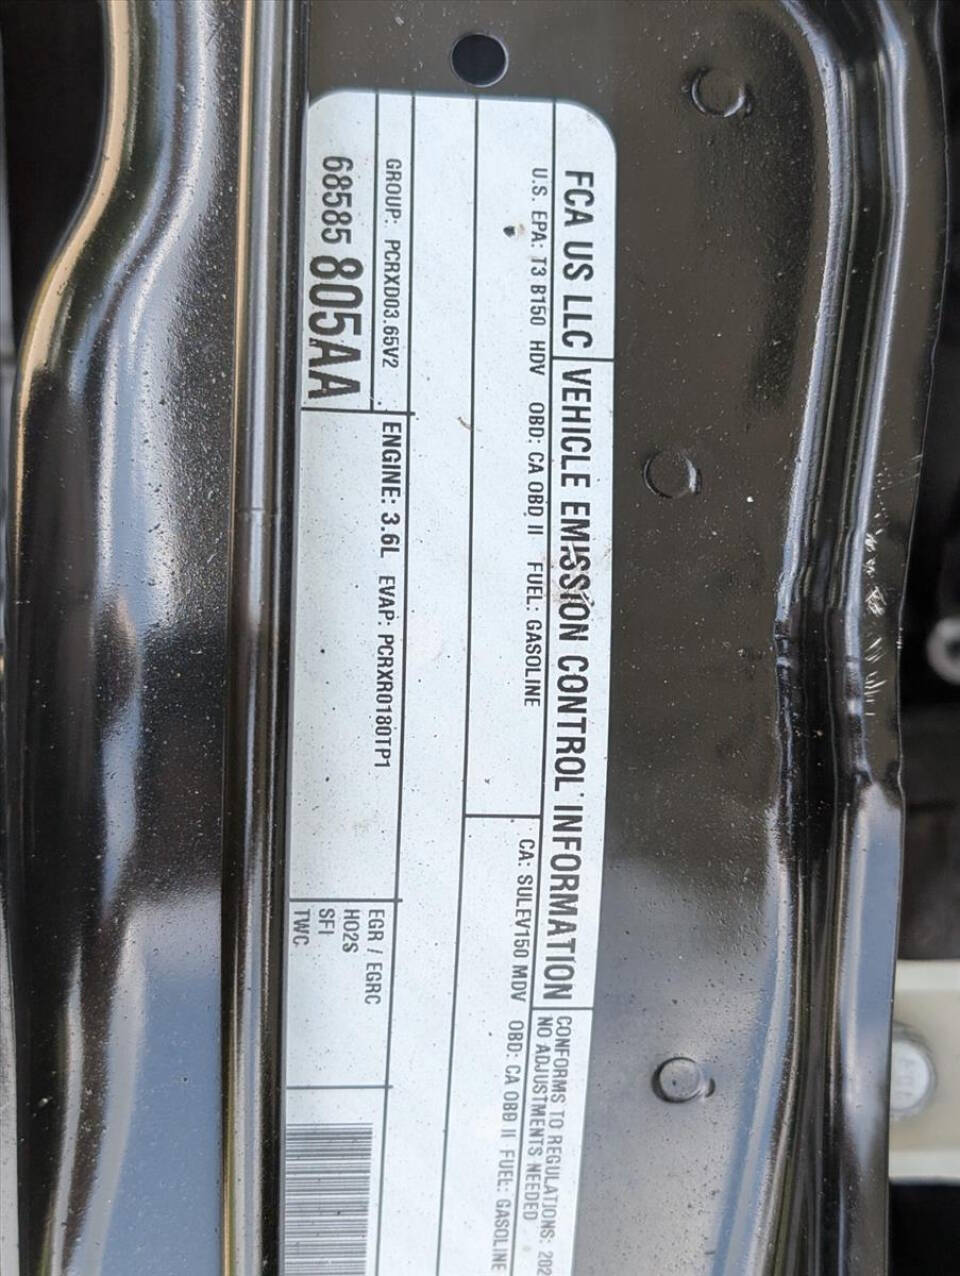 FCA US LLC
VEHICLE EMISSION CONTROL INFORMATION
CONFORMS TO REGULATIONS:
NO ADJUSTMENTS NEEDED
U.S. EPA: T3 B150 HDV OBD: CA OBD II FUEL: GASOLINE
CA: SULEV150 MDV OBD: CA OBD II FUEL: GASOLINE
GROUP: PCRXD03.65V2
68585 805AA
ENGINE: 3.6L EVAP: PCRXR0180TP1
EGR / EGRC
HO2S
SFI
TWC